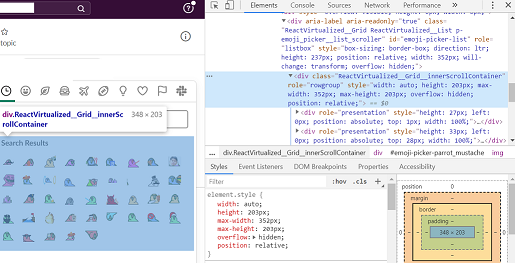 topic
div.ReactVirtualized__Grid__innerSc
rollContainer
348 × 203
Search Results
Elements
Sources
Network
Performance
»
<div aria-label aria-readonly="true" class=
"ReactVirtualized__Grid ReactVirtualized__List p-
emoji_picker__list_scroller" id="emoji-picker-list" role
="listbox" style="box-sizing: border-box; direction: ltr;
height: 237px; position: relative; width: 352px; will-
change: transform; overflow: hidden;">
<div class="ReactVirtualized__Grid__innerScrollContainer"
role="rowgroup" style="width: auto; height: 203px; max-
width: 352px; max-height: 203px; overflow: hidden;
position: relative;"> == $0
<div role="presentation" style="height: 27px; left:
0px; position: absolute; top: 1px; width: 100%;">…</div>
<div role="presentation" style="height: 33px; left:
0px; position: absolute; top: 28px; width: 100%;">…</div>
div.ReactVirtualized__Grid__innerScrollContainer div #emoji-picker-parrot_mustache img
Styles Event Listeners DOM Breakpoints Properties Accessibility
Filter :hov .cls +
element.style {
width: auto;
height: 203px;
max-width: 352px;
max-height: 203px;
overflow: hidden;
position: relative;
}
position 0
margin –
border –
padding –
0 – – – 348 × 203 – – – 0